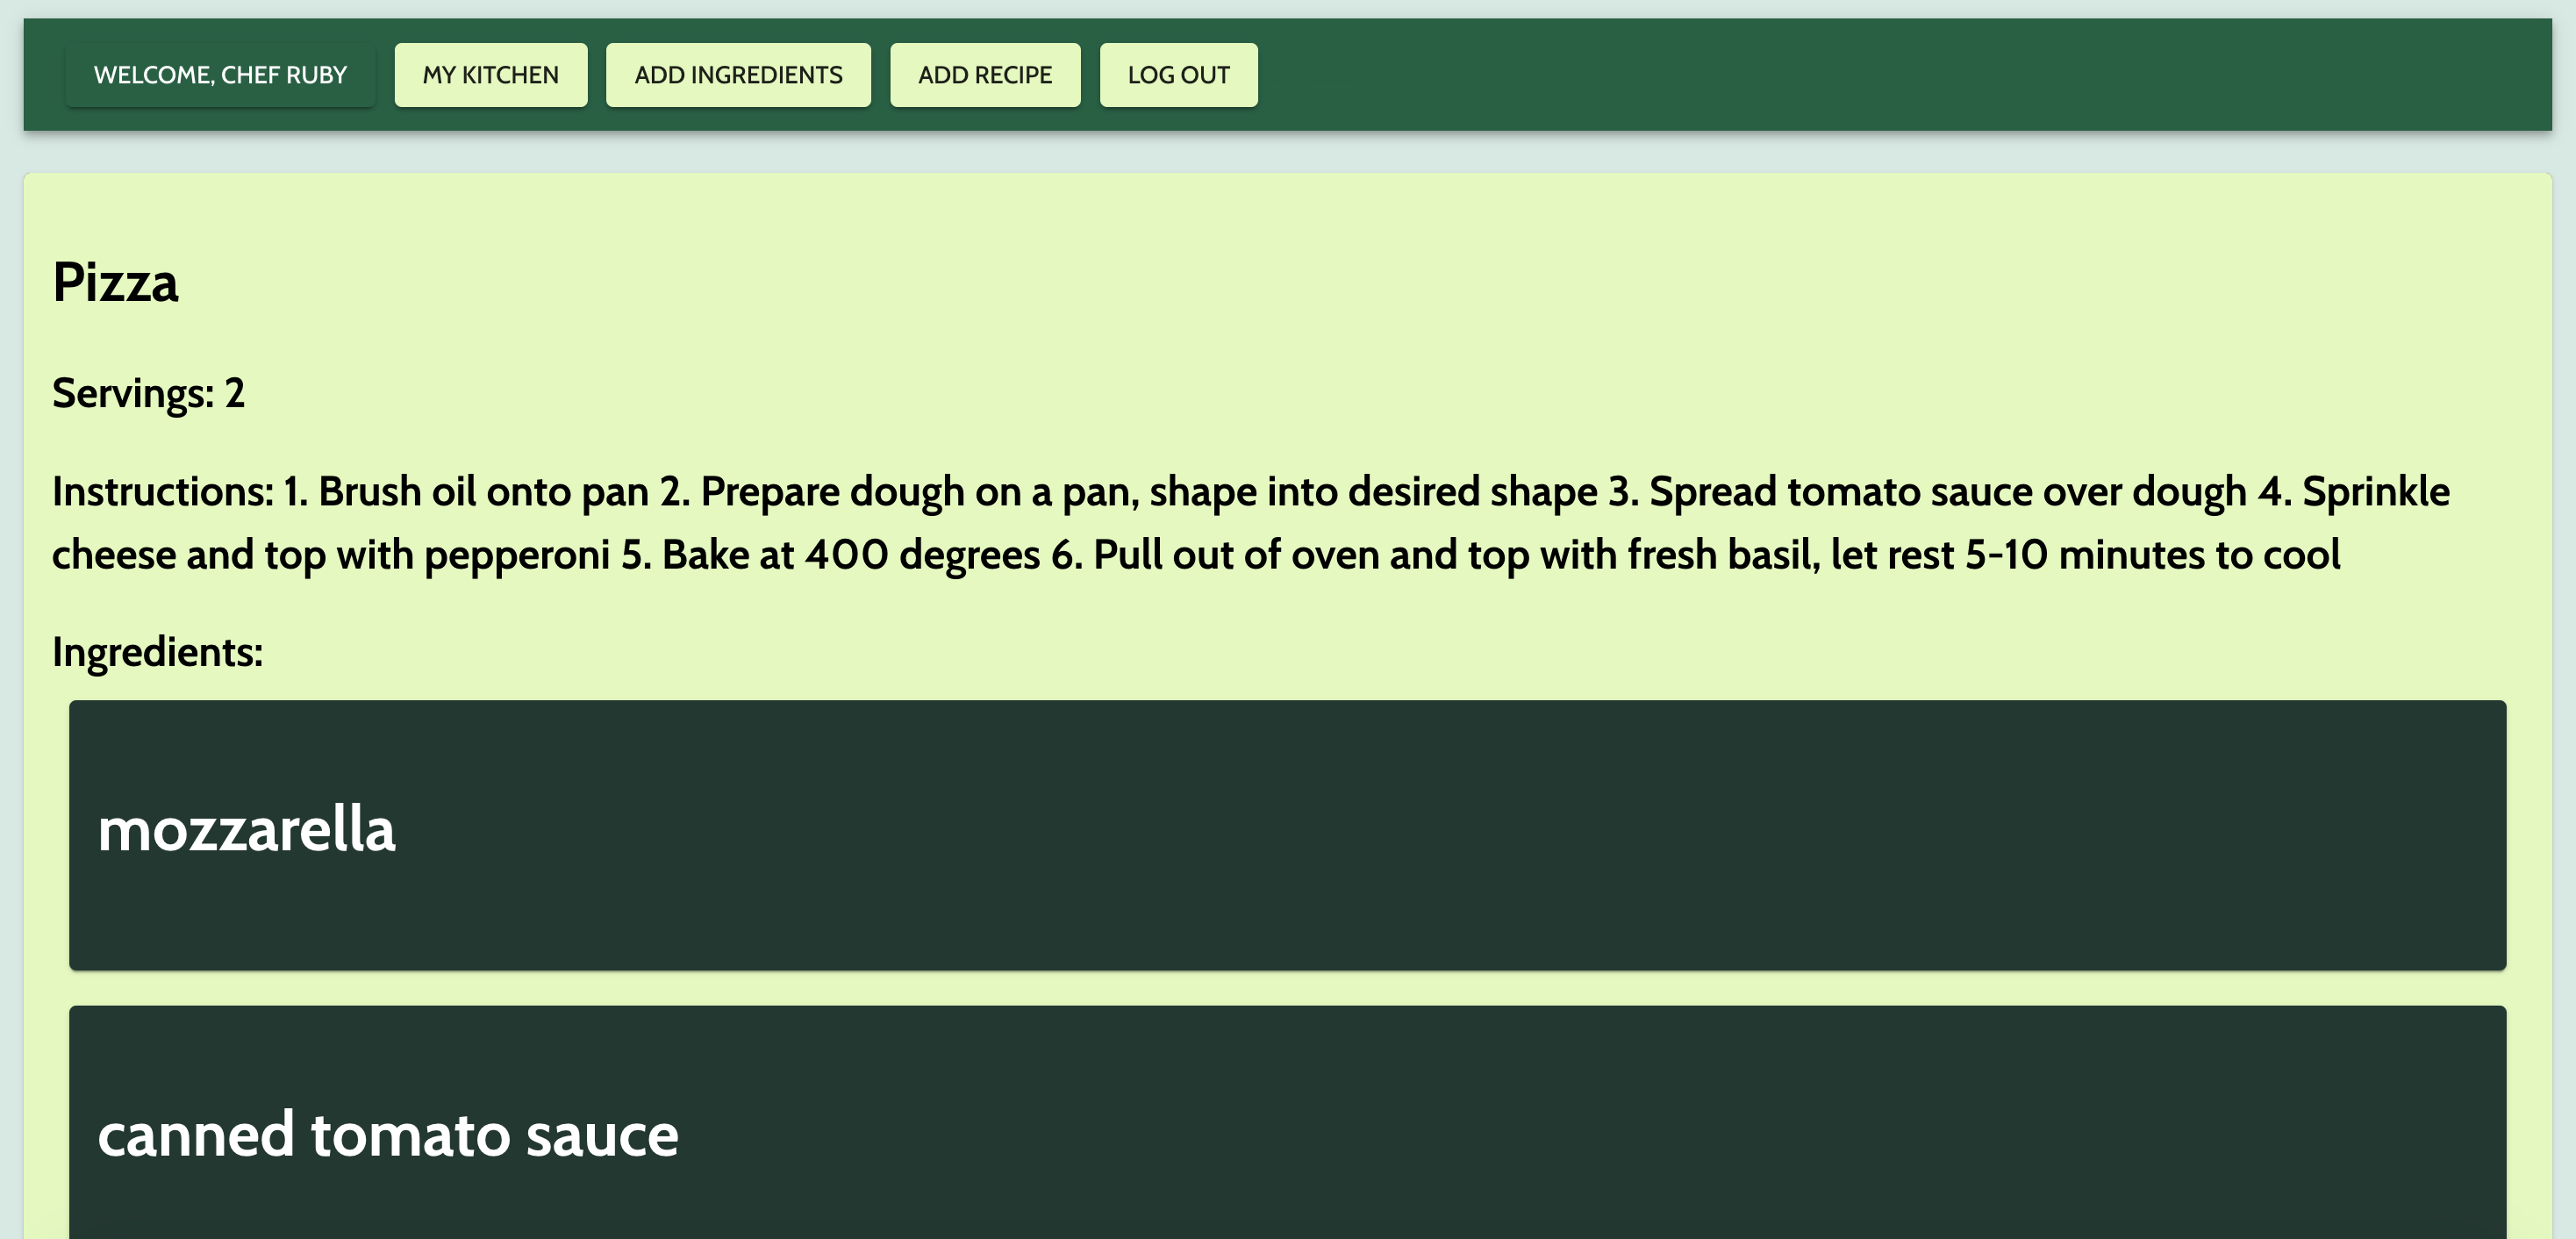 WELCOME, CHEF RUBY MY KITCHEN ADD INGREDIENTS ADD RECIPE LOG OUT
Pizza
Servings: 2
Instructions: 1. Brush oil onto pan 2. Prepare dough on a pan, shape into desired shape 3. Spread tomato sauce over dough 4. Sprinkle
cheese and top with pepperoni 5. Bake at 400 degrees 6. Pull out of oven and top with fresh basil, let rest 5-10 minutes to cool
Ingredients:
mozzarella
canned tomato sauce